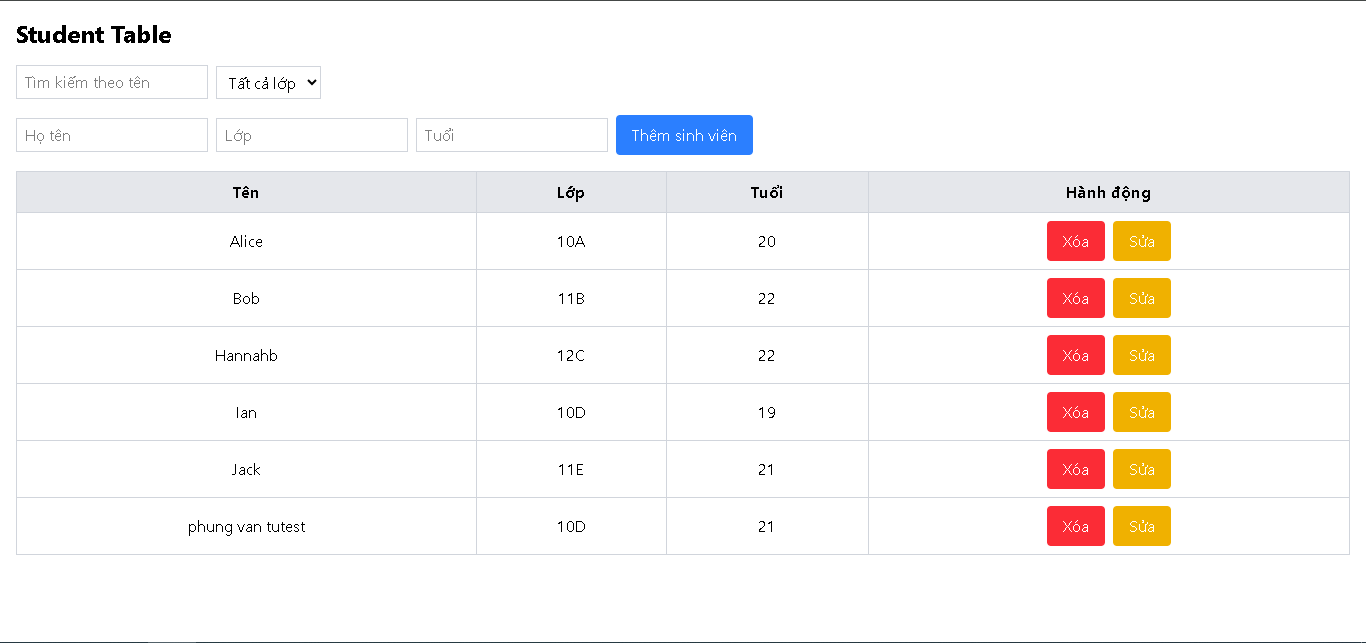 Student Table
Tìm kiếm theo tên Tất cả lớp
Họ tên Lớp Tuổi Thêm sinh viên
Tên Lớp Tuổi Hành động
Alice 10A 20 Xóa Sửa
Bob 11B 22 Xóa Sửa
Hannahb 12C 22 Xóa Sửa
Ian 10D 19 Xóa Sửa
Jack 11E 21 Xóa Sửa
phung van tutest 10D 21 Xóa Sửa